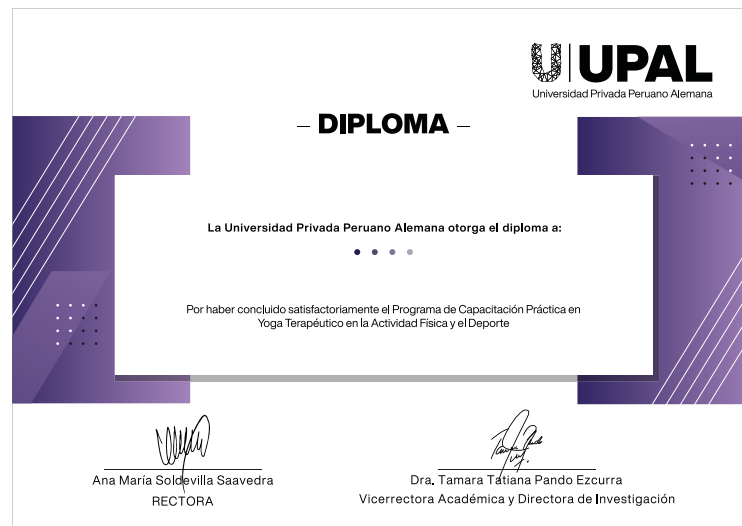 UPAL
Universidad Privada Peruano Alemana
– DIPLOMA –
La Universidad Privada Peruano Alemana otorga el diploma a:
Por haber concluido satisfactoriamente el Programa de Capacitación Práctica en
Yoga Terapéutico en la Actividad Física y el Deporte
Ana María Soldevilla Saavedra
RECTORA
Dra. Tamara Tatiana Pando Ezcurra
Vicerrectora Académica y Directora de Investigación